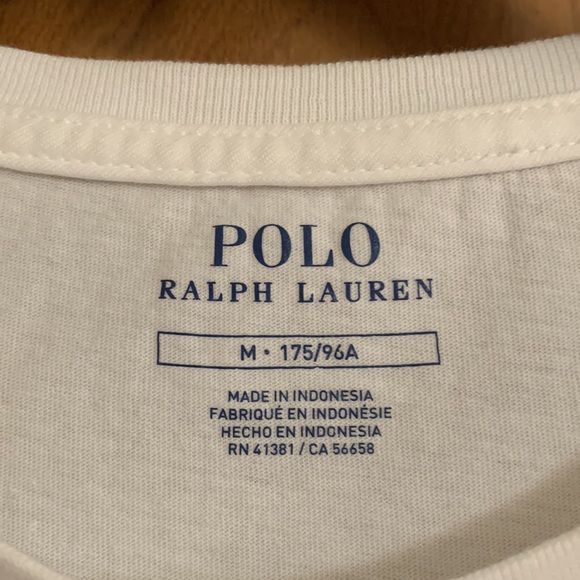 POLO
RALPH LAUREN
M • 175/96A
MADE IN INDONESIA
FABRIQUÉ EN INDONÉSIE
HECHO EN INDONESIA
RN 41381 / CA 56658